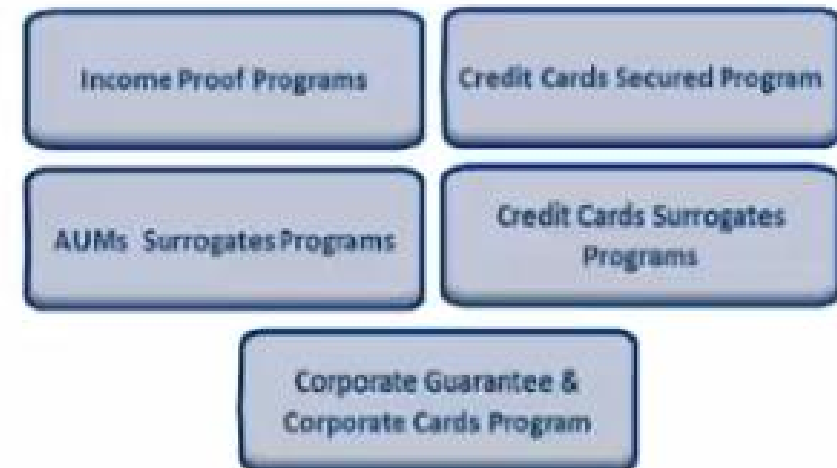 Income Proof Programs
Credit Cards Secured Program
AUMs Surrogates Programs
Credit Cards Surrogates
Programs
Corporate Guarantee &
Corporate Cards Program